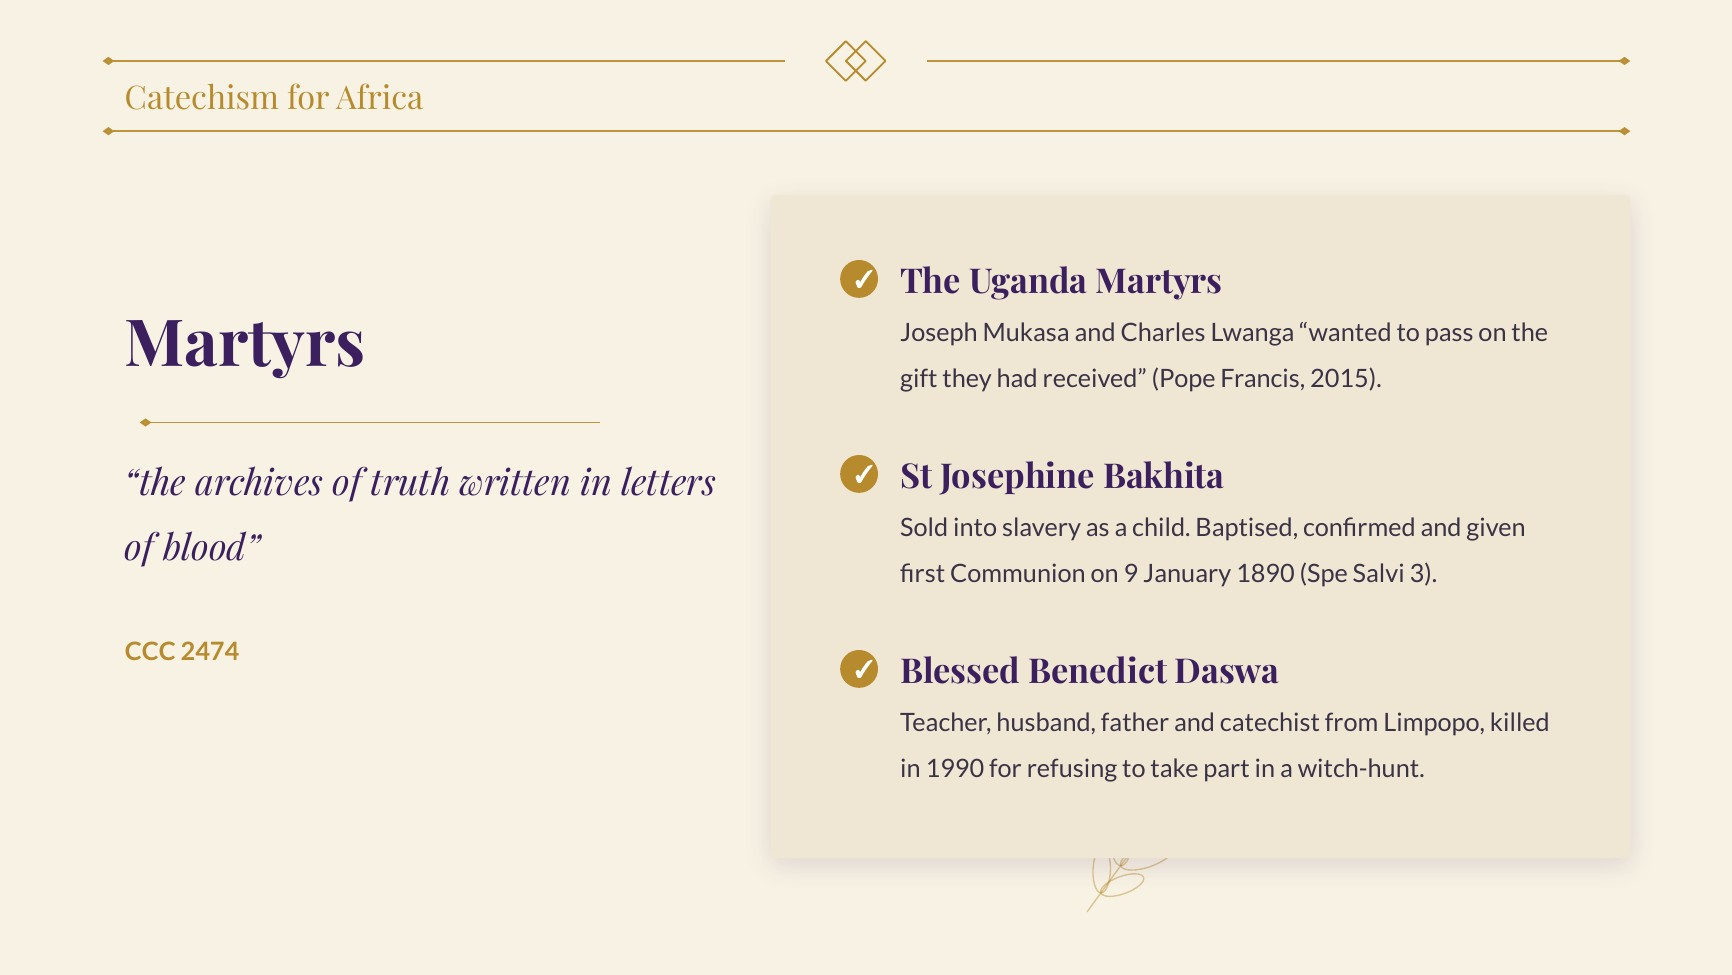 Catechism for Africa
Martyrs
“the archives of truth written in letters
of blood”
CCC 2474
The Uganda Martyrs
Joseph Mukasa and Charles Lwanga “wanted to pass on the
gift they had received” (Pope Francis, 2015).
St Josephine Bakhita
Sold into slavery as a child. Baptised, confirmed and given
first Communion on 9 January 1890 (Spe Salvi 3).
Blessed Benedict Daswa
Teacher, husband, father and catechist from Limpopo, killed
in 1990 for refusing to take part in a witch-hunt.